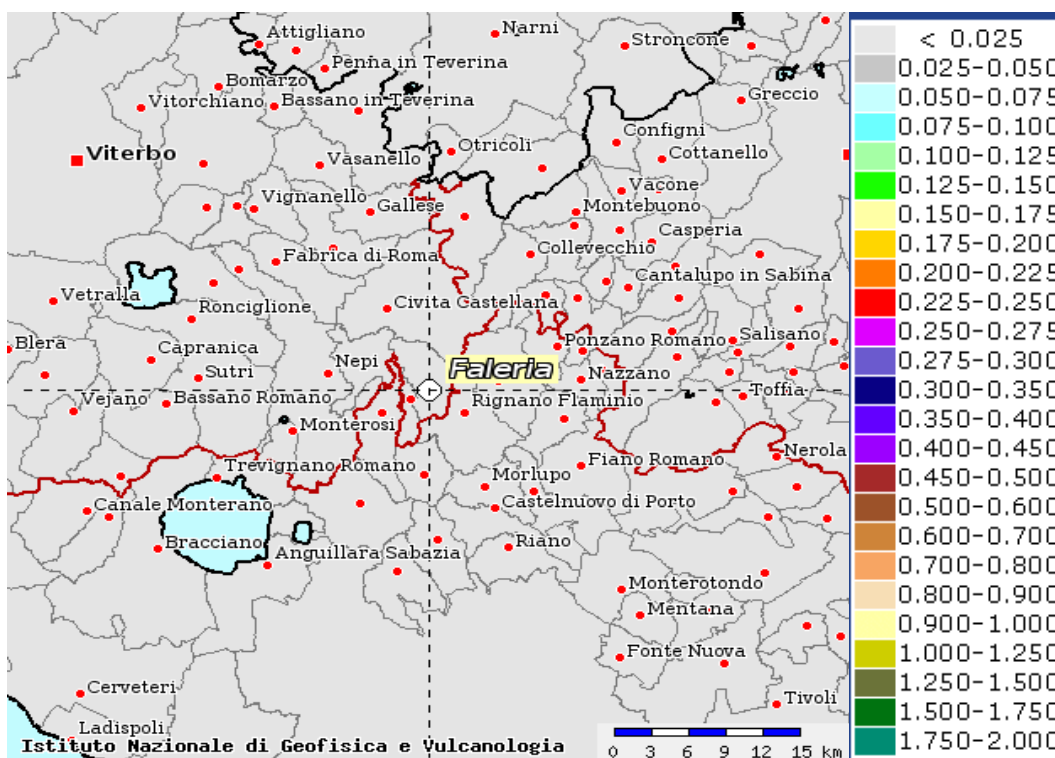 Attigliano
Narni
Stroncone
Penna in Teverina
Bomarzo
Greccio
Vitorchiano
Bassano in Teverina
Configni
Otricoli
Viterbo
Cottanello
Vasanello
Vacone
Vignanello
Gallese
Montebuono
Casperia
Collevecchio
Fabrica di Roma
Cantalupo in Sabina
Vetralla
Ronciglione
Civita Castellana
Salisano
Blera
Capranica
Ponzano Romano
Nepi
Faleria
Sutri
Nazzano
Toffia
Vejano
Bassano Romano
Rignano Flaminio
Monterosi
Nerola
Fiano Romano
Trevignano Romano
Morlupo
Canale Monterano
Castelnuovo di Porto
Bracciano
Riano
Anguillara Sabazia
Monterotondo
Mentana
Fonte Nuova
Cerveteri
Tivoli
Ladispoli
Istituto Nazionale di Geofisica e Vulcanologia
0 3 6 9 12 15 km
< 0.025
0.025-0.050
0.050-0.075
0.075-0.100
0.100-0.125
0.125-0.150
0.150-0.175
0.175-0.200
0.200-0.225
0.225-0.250
0.250-0.275
0.275-0.300
0.300-0.350
0.350-0.400
0.400-0.450
0.450-0.500
0.500-0.600
0.600-0.700
0.700-0.800
0.800-0.900
0.900-1.000
1.000-1.250
1.250-1.500
1.500-1.750
1.750-2.000